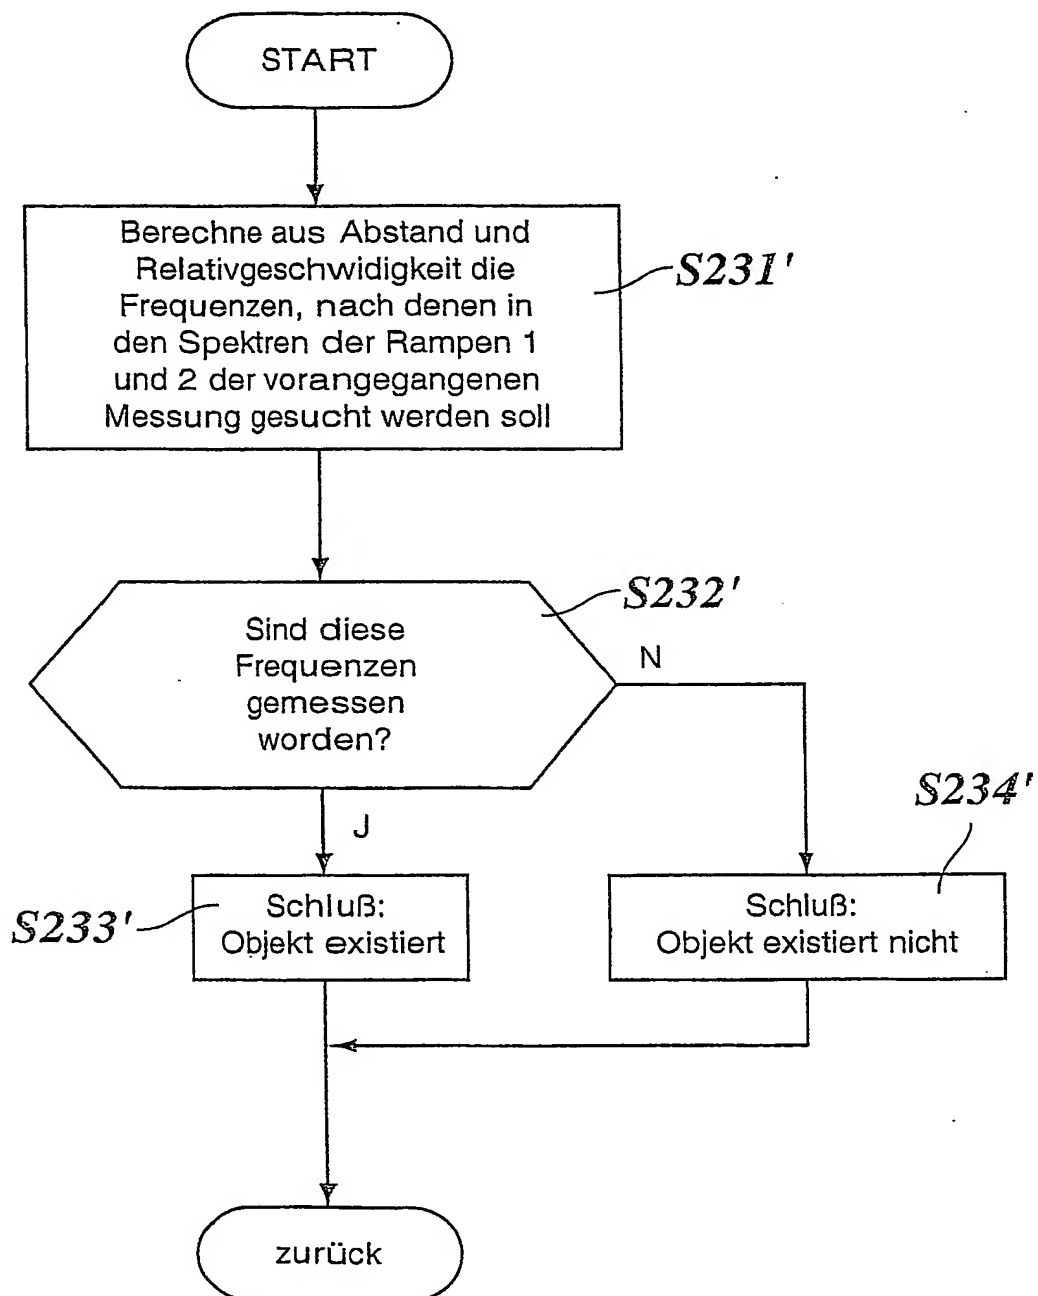 START
Berechne aus Abstand und
Relativgeschwidigkeit die
Frequenzen, nach denen in
den Spektren der Rampen 1
und 2 der vorangegangenen
Messung gesucht werden soll
S231'
S232'
Sind diese
Frequenzen
gemessen
worden?
N
J
S234'
S233'
Schluß:
Objekt existiert
Schluß:
Objekt existiert nicht
zurück